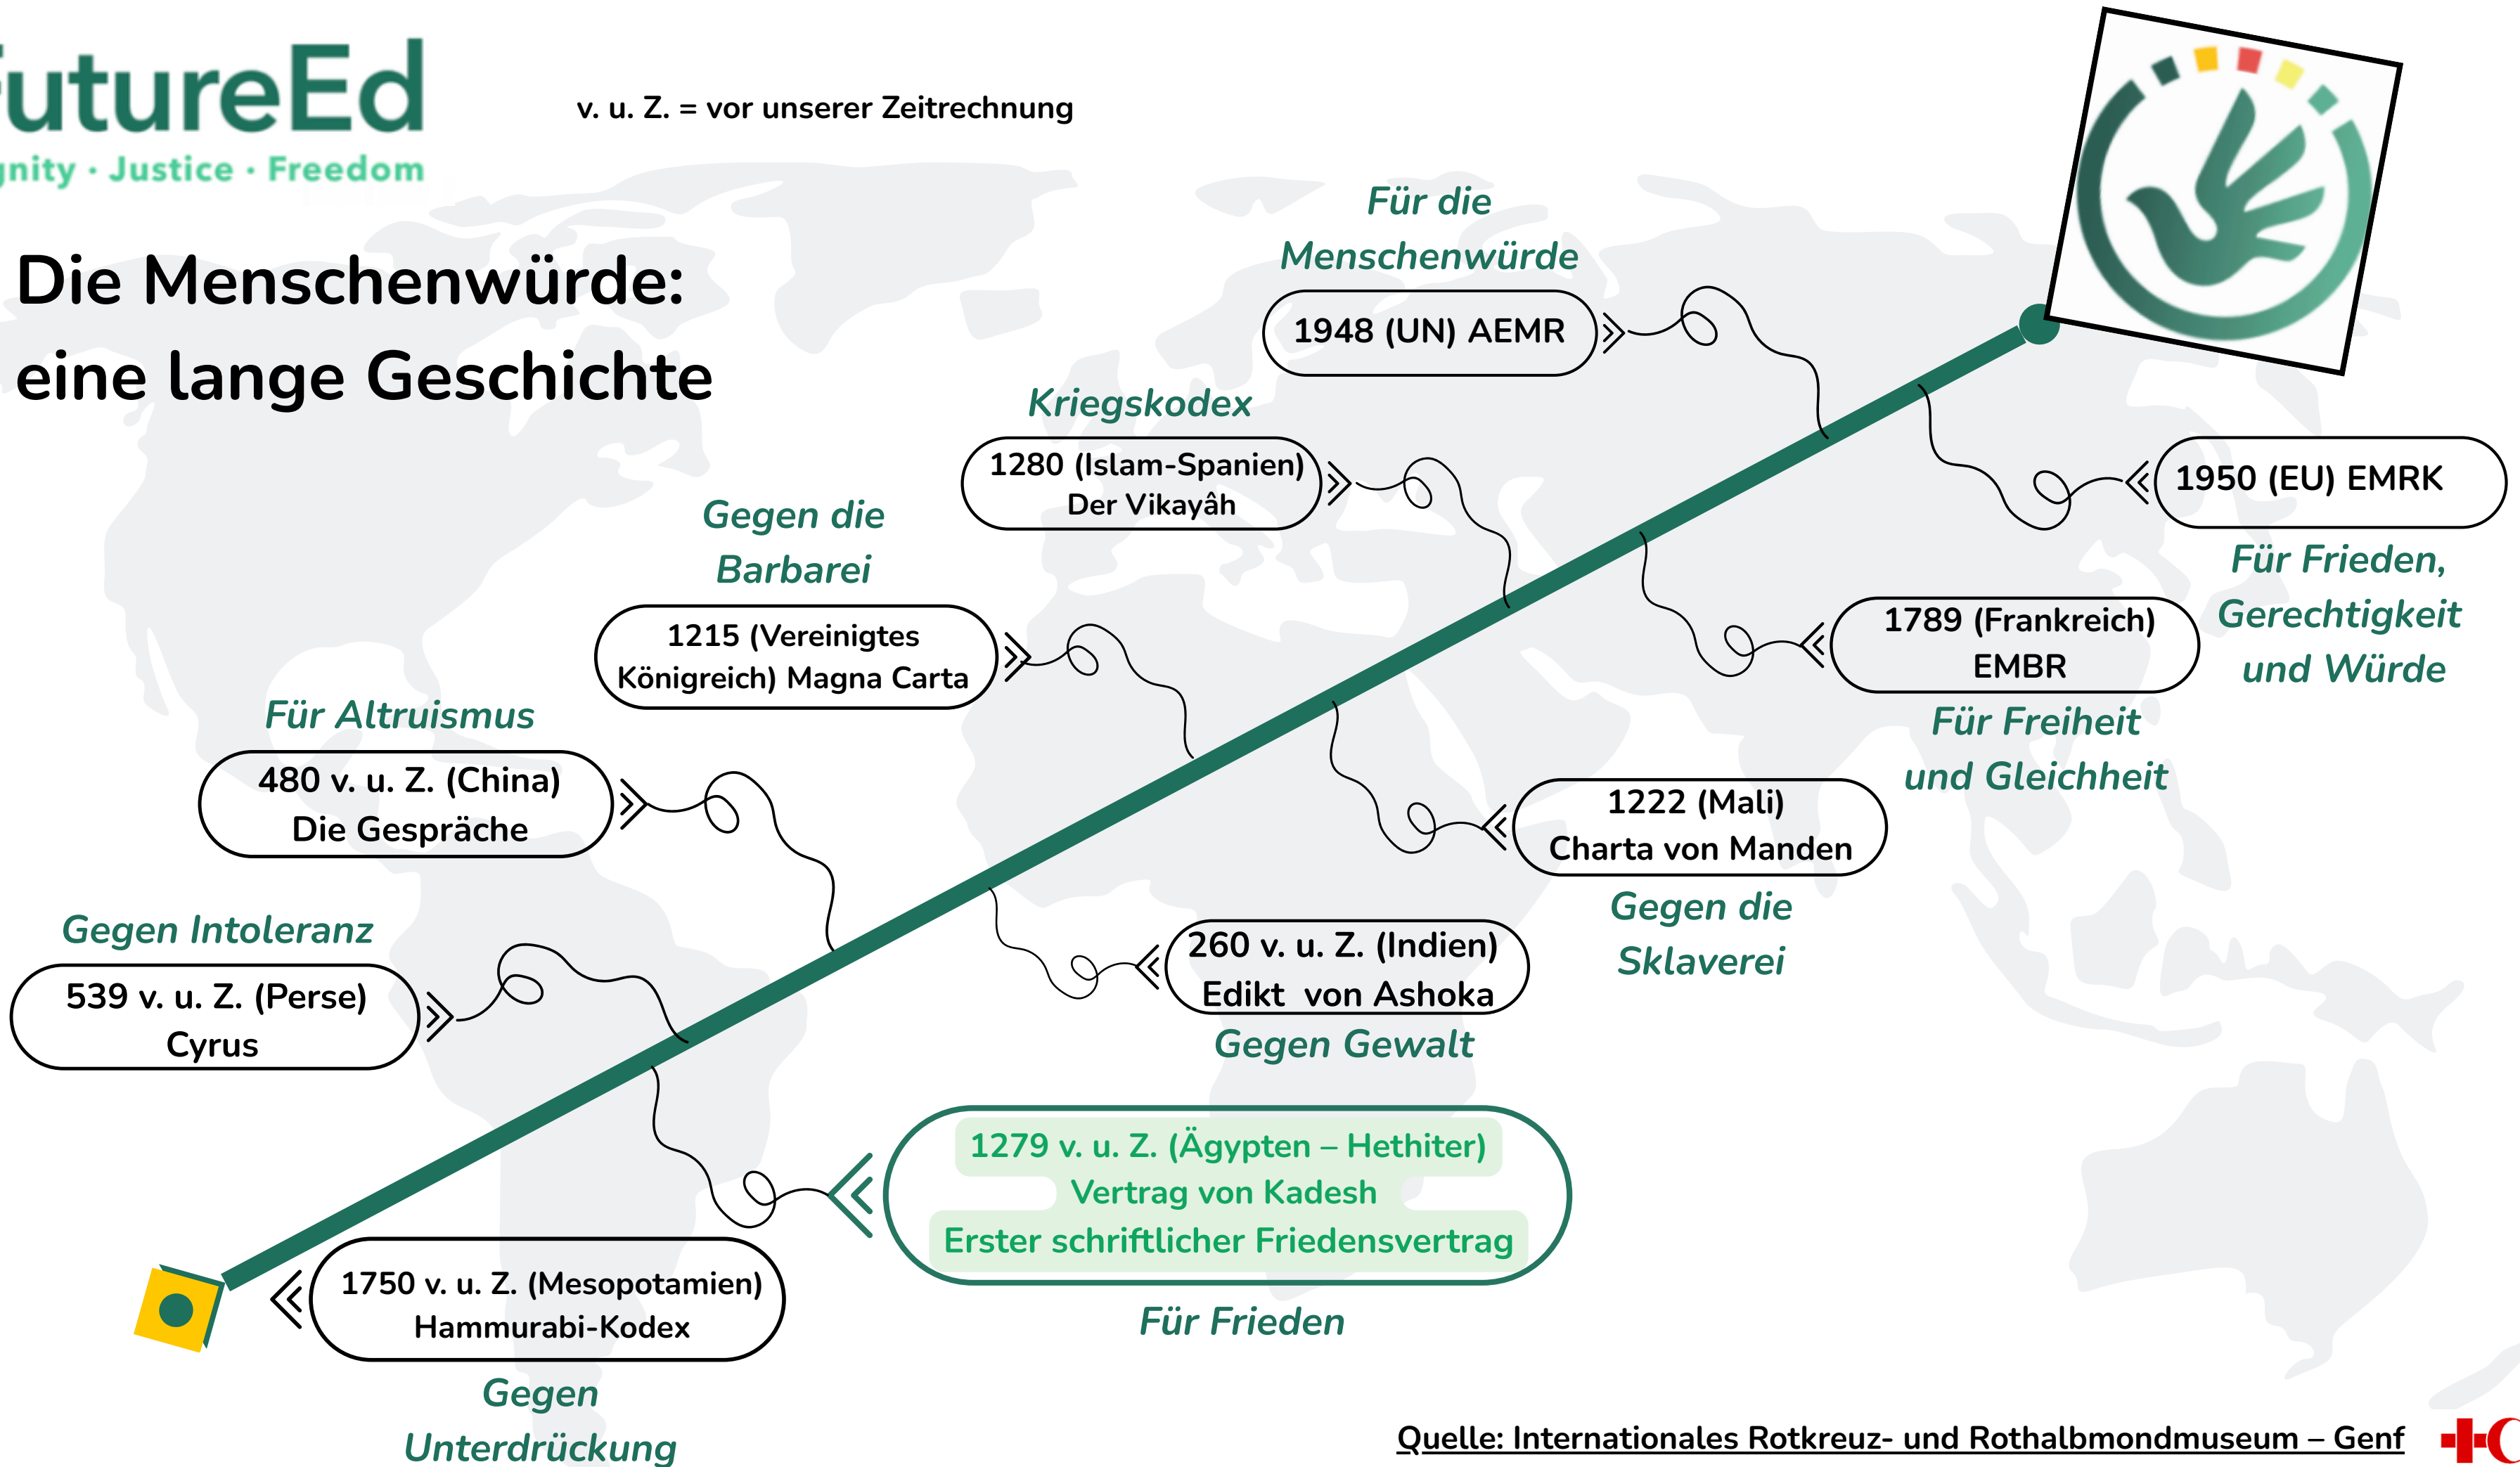 FutureEd
gnity · Justice · Freedom
v. u. Z. = vor unserer Zeitrechnung
Die Menschenwürde:
eine lange Geschichte
Für die
Menschenwürde
1948 (UN) AEMR
Kriegskodex
1280 (Islam-Spanien)
Der Vikayâh
1950 (EU) EMRK
Für Frieden,
Gerechtigkeit
und Würde
Gegen die
Barbarei
1215 (Vereinigtes
Königreich) Magna Carta
1789 (Frankreich)
EMBR
Für Freiheit
und Gleichheit
Für Altruismus
480 v. u. Z. (China)
Die Gespräche
1222 (Mali)
Charta von Manden
Gegen die
Sklaverei
Gegen Intoleranz
539 v. u. Z. (Perse)
Cyrus
260 v. u. Z. (Indien)
Edikt von Ashoka
Gegen Gewalt
1279 v. u. Z. (Ägypten – Hethiter)
Vertrag von Kadesh
Erster schriftlicher Friedensvertrag
Für Frieden
1750 v. u. Z. (Mesopotamien)
Hammurabi-Kodex
Gegen
Unterdrückung
Quelle: Internationales Rotkreuz- und Rothalbmondmuseum – Genf